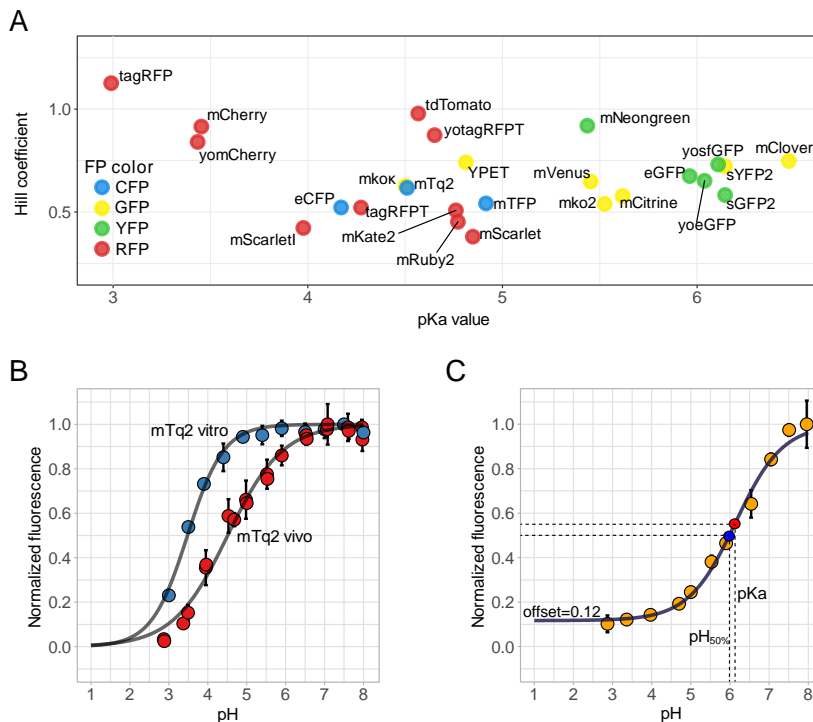 A
Hill coefficient
1.0
0.5
tagRFP
mCherry
yomCherry
tdTomato
yotagRFPT
mNeongreen
mkoκ
mTq2
YPET
mVenus
eGFP
yosfGFP
mClover
sYFP2
FP color
CFP
GFP
YFP
RFP
eCFP
tagRFPT
mTFP
mko2
mCitrine
sGFP2
mScarletI
mKate2
mScarlet
yoeGFP
mRuby2
3
4
5
6
pKa value
B
Normalized fluorescence
1.0
0.8
0.6
0.4
0.2
0.0
mTq2 vitro
mTq2 vivo
1 2 3 4 5 6 7 8
pH
C
Normalized fluorescence
1.0
0.8
0.6
0.4
0.2
0.0
offset=0.12
pKa
pH50%
1 2 3 4 5 6 7 8
pH